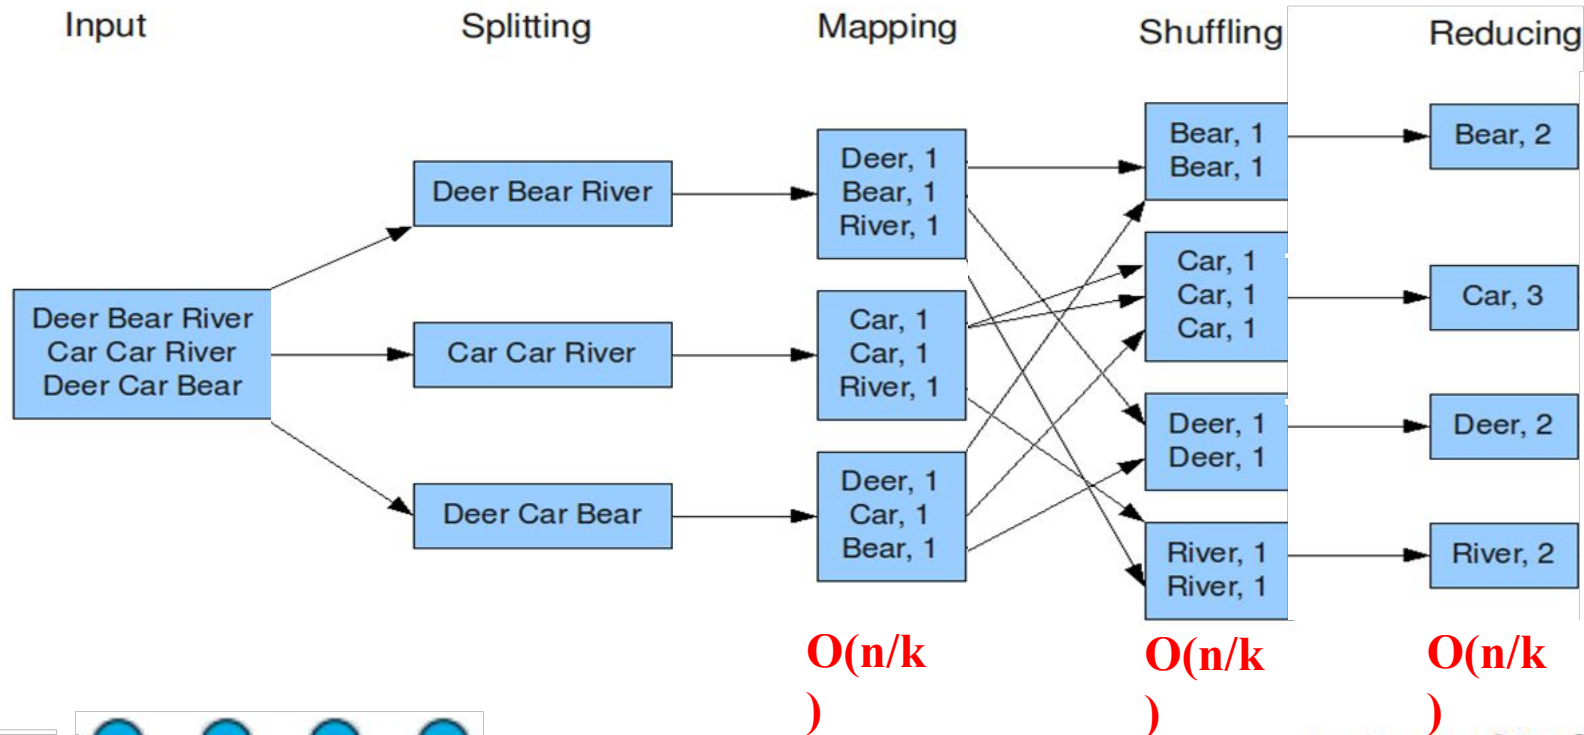 Input
Splitting
Mapping
Shuffling
Reducing
Deer Bear River
Car Car River
Deer Car Bear
Deer Bear River
Car Car River
Deer Car Bear
Deer, 1
Bear, 1
River, 1
Car, 1
Car, 1
River, 1
Deer, 1
Car, 1
Bear, 1
Bear, 1
Bear, 1
Car, 1
Car, 1
Car, 1
Deer, 1
Deer, 1
River, 1
River, 1
Bear, 2
Car, 3
Deer, 2
River, 2
O(n/k
)
O(n/k
)
O(n/k
)